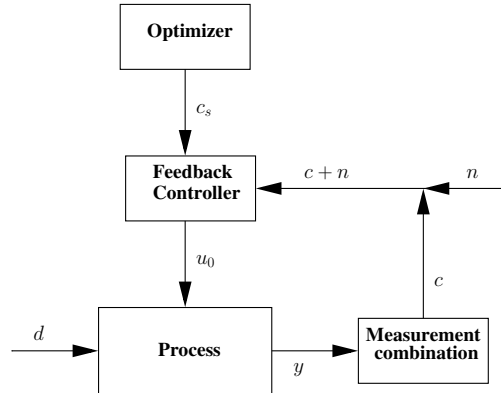 Optimizer
c_s
Feedback
Controller
c + n
n
u_0
c
d
Process
y
Measurement
combination